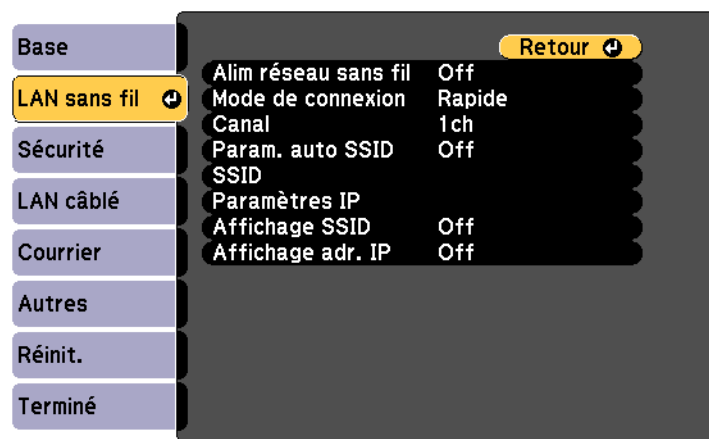 Base
LAN sans fil
Sécurité
LAN câblé
Courrier
Autres
Réinit.
Terminé
Retour
Alim réseau sans fil Off
Mode de connexion Rapide
Canal 1ch
Param. auto SSID Off
SSID
Paramètres IP
Affichage SSID Off
Affichage adr. IP Off